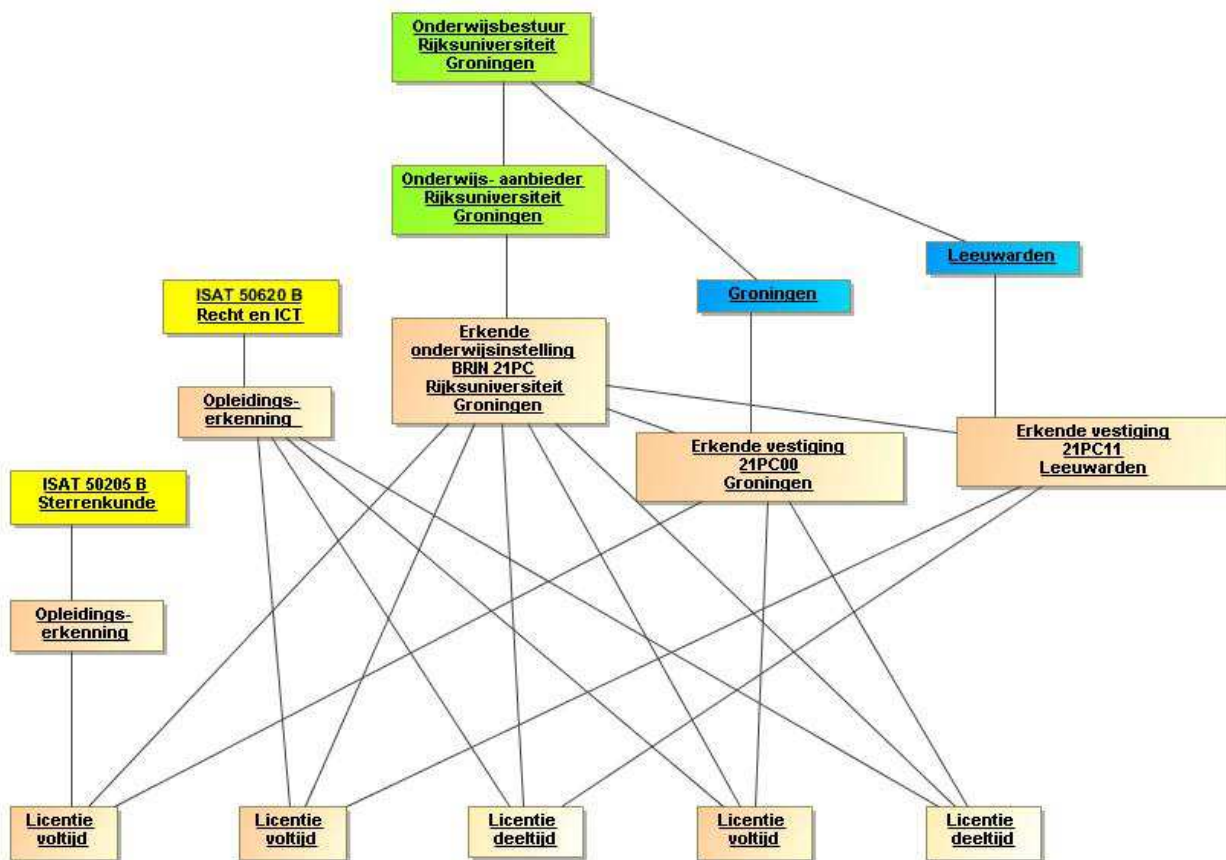 Onderwijsbestuur
Rijksuniversiteit
Groningen
Onderwijs- aanbieder
Rijksuniversiteit
Groningen
Leeuwarden
Groningen
ISAT 50620 B
Recht en ICT
Erkende
onderwijsinstelling
BRIN 21PC
Rijksuniversiteit
Groningen
Opleidings-
erkenning
Erkende vestiging
21PC11
Leeuwarden
Erkende vestiging
21PC00
Groningen
ISAT 50205 B
Sterrenkunde
Opleidings-
erkenning
Licentie
voltijd
Licentie
voltijd
Licentie
deeltijd
Licentie
voltijd
Licentie
deeltijd